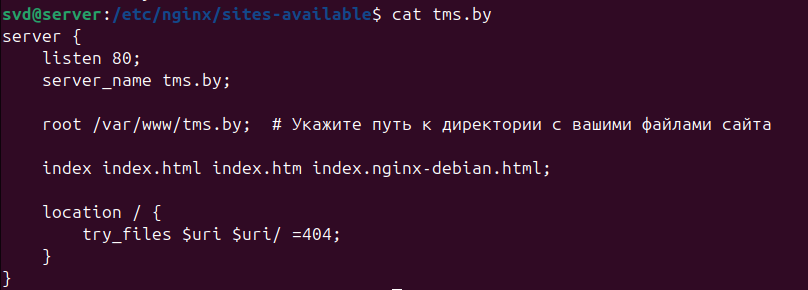 svd@server:/etc/nginx/sites-available$ cat tms.by
server {
    listen 80;
    server_name tms.by;

    root /var/www/tms.by;  # Укажите путь к директории с вашими файлами сайта

    index index.html index.htm index.nginx-debian.html;

    location / {
        try_files $uri $uri/ =404;
    }
}